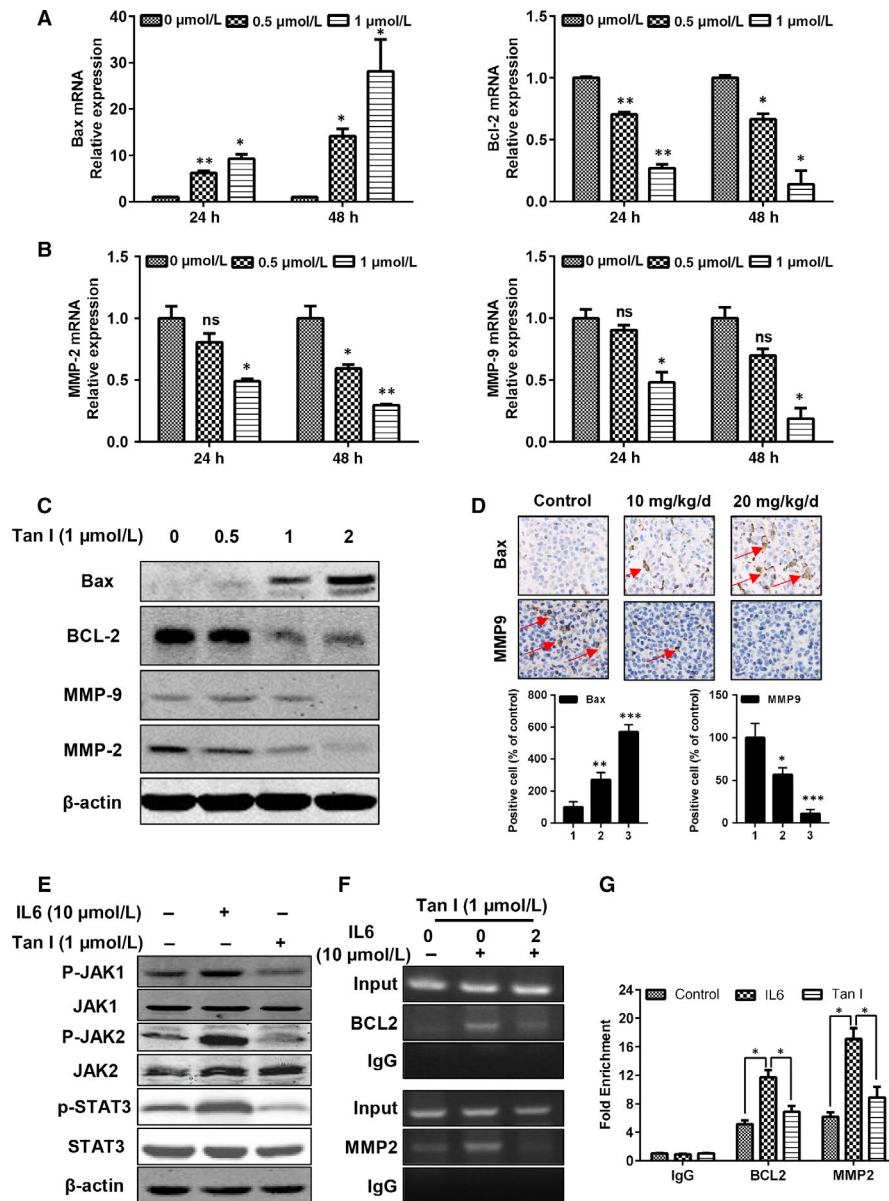 A
0 µmol/L 0.5 µmol/L 1 µmol/L
Bax mRNA
Relative expression
40
30
20
10
0
** * * *
24 h 48 h
0 µmol/L 0.5 µmol/L 1 µmol/L
Bcl-2 mRNA
Relative expression
1.5
1.0
0.5
0.0
** ** * *
24 h 48 h
B
0 µmol/L 0.5 µmol/L 1 µmol/L
MMP-2 mRNA
Relative expression
1.5
1.0
0.5
0.0
ns * * **
24 h 48 h
0 µmol/L 0.5 µmol/L 1 µmol/L
MMP-9 mRNA
Relative expression
1.5
1.0
0.5
0.0
ns * ns *
24 h 48 h
C
Tan I (1 µmol/L) 0 0.5 1 2
Bax
BCL-2
MMP-9
MMP-2
β-actin
D
Control 10 mg/kg/d 20 mg/kg/d
Bax
MMP9
Positive cell (% of control)
800
600
400
200
0
Bax
** ***
1 2 3
Positive cell (% of control)
150
100
50
0
MMP9
* ***
1 2 3
E
IL6 (10 µmol/L) – + –
Tan I (1 µmol/L) – – +
P-JAK1
JAK1
P-JAK2
JAK2
p-STAT3
STAT3
β-actin
F
Tan I (1 µmol/L)
IL6 0 0 2
(10 µmol/L) – + +
Input
BCL2
IgG
Input
MMP2
IgG
G
Control IL6 Tan I
Fold Enrichment
24
20
16
12
8
4
0
* * * *
IgG BCL2 MMP2